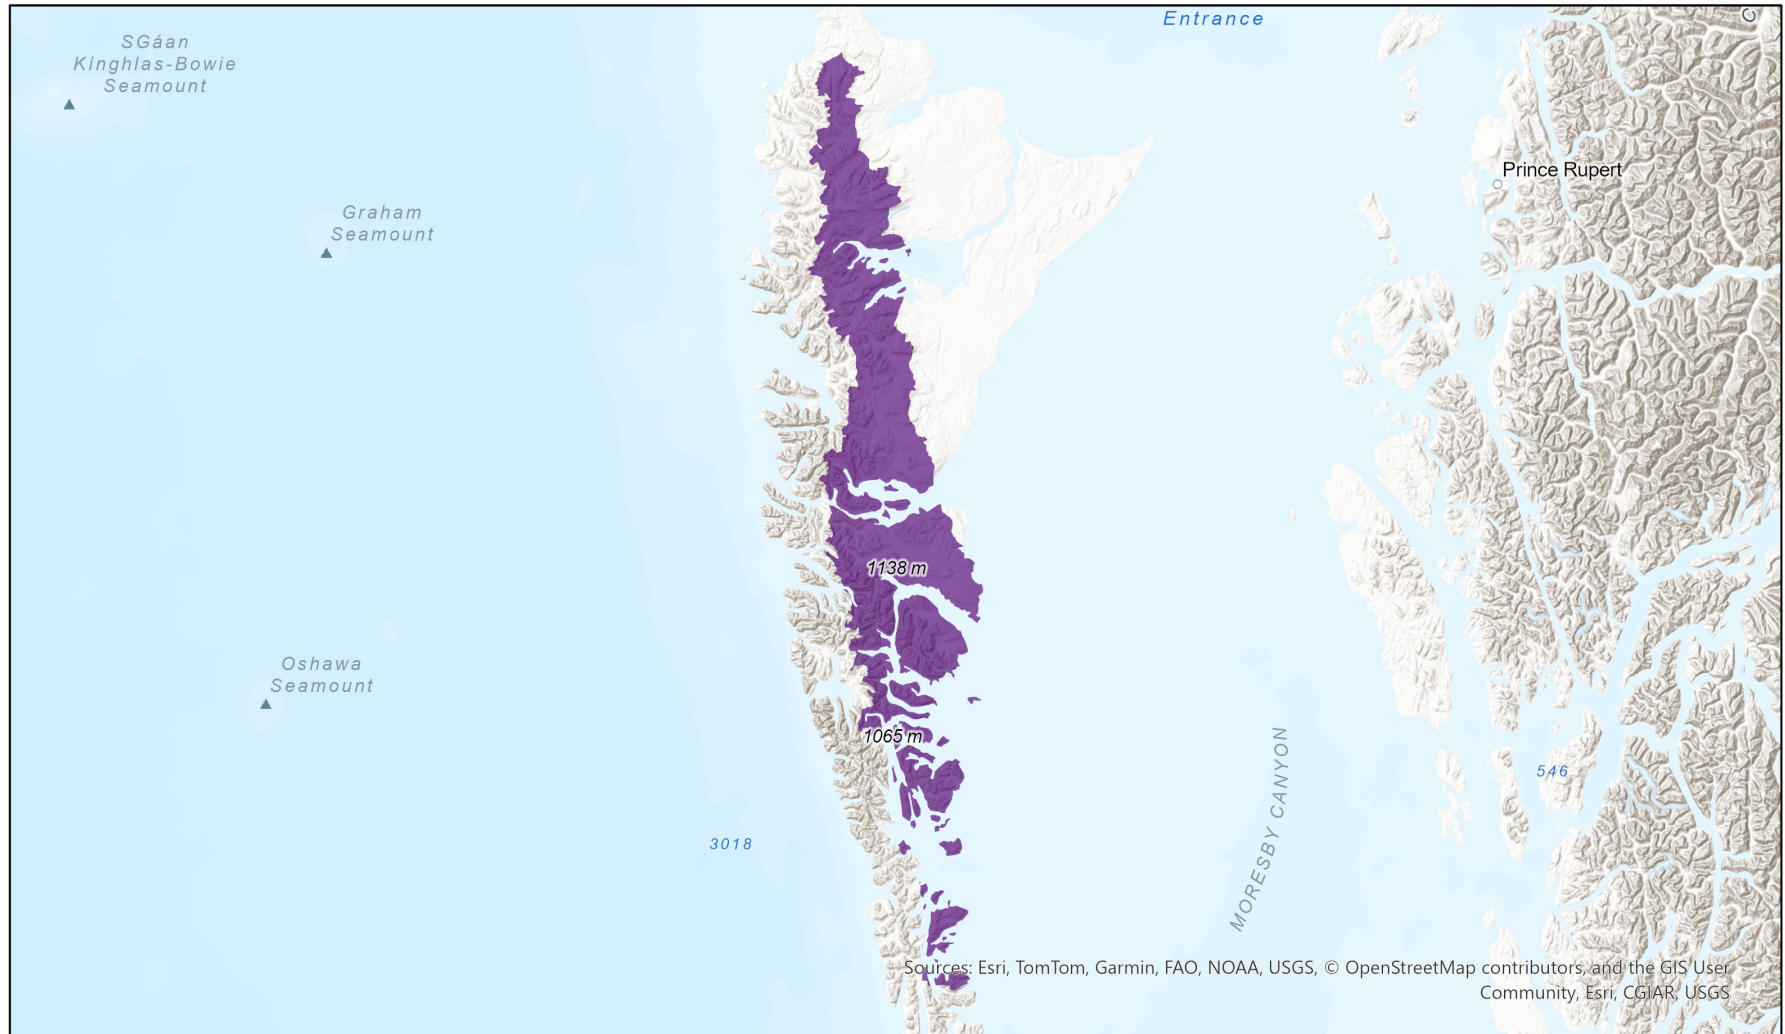 Entrance
C
SGáan
Kínghlas-Bowie
Seamount
Prince Rupert
Graham
Seamount
1138 m
Oshawa
Seamount
1065 m
546
3018
MORESBY CANYON
Sources: Esri, TomTom, Garmin, FAO, NOAA, USGS, © OpenStreetMap contributors, and the GIS User
Community, Esri, CGIAR, USGS